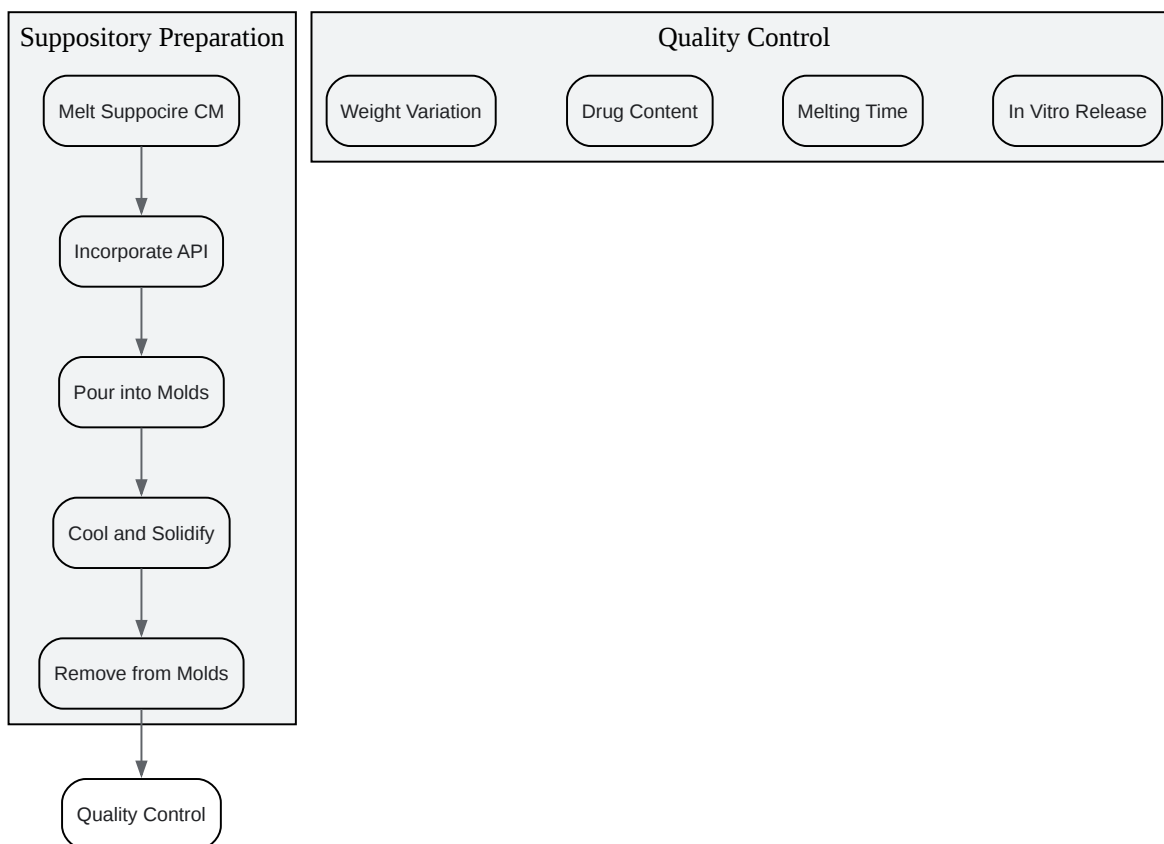 Suppository Preparation
Melt Suppocire CM
Incorporate API
Pour into Molds
Cool and Solidify
Remove from Molds
Quality Control
Quality Control
Weight Variation
Drug Content
Melting Time
In Vitro Release